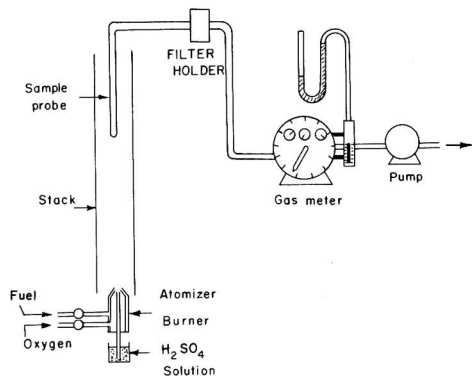 FILTER
HOLDER
Sample
probe
Stack
Gas meter
Pump
Fuel
Oxygen
Atomizer
Burner
H₂SO₄
Solution